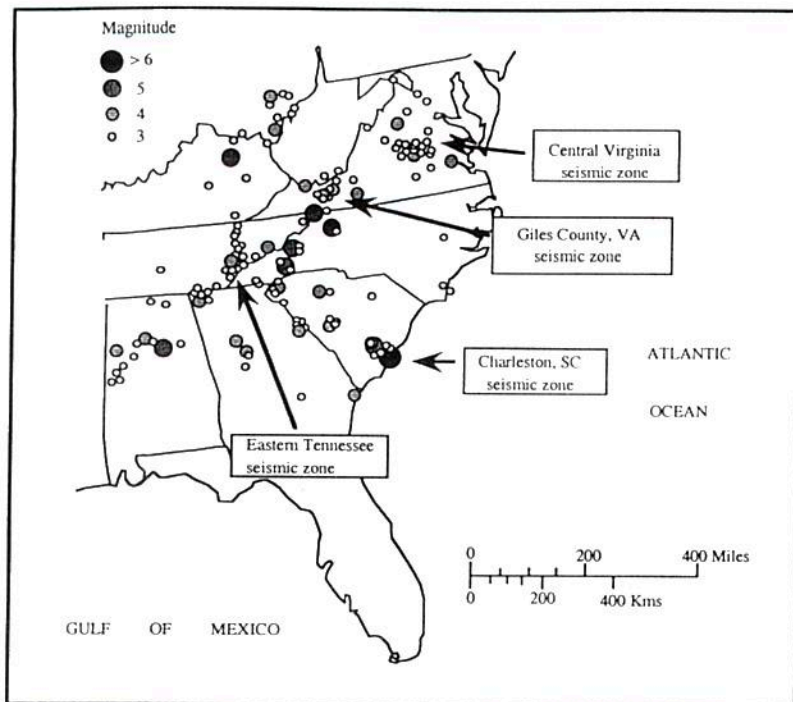 Magnitude
> 6
5
4
3
Central Virginia
seismic zone
Giles County, VA
seismic zone
Charleston, SC
seismic zone
ATLANTIC
OCEAN
Eastern Tennessee
seismic zone
0 200 400 Miles
0 200 400 Kms
GULF OF MEXICO